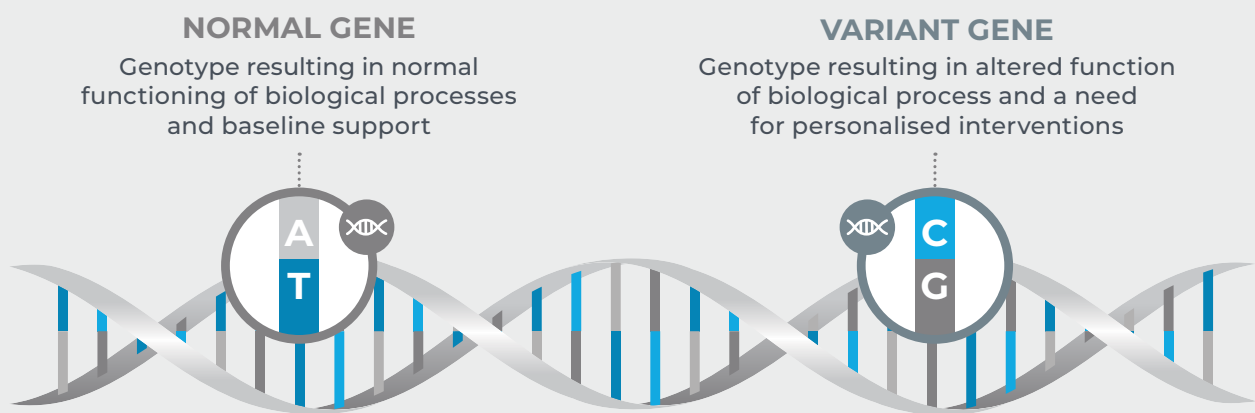 NORMAL GENE
Genotype resulting in normal
functioning of biological processes
and baseline support
A
T
VARIANT GENE
Genotype resulting in altered function
of biological process and a need
for personalised interventions
C
G